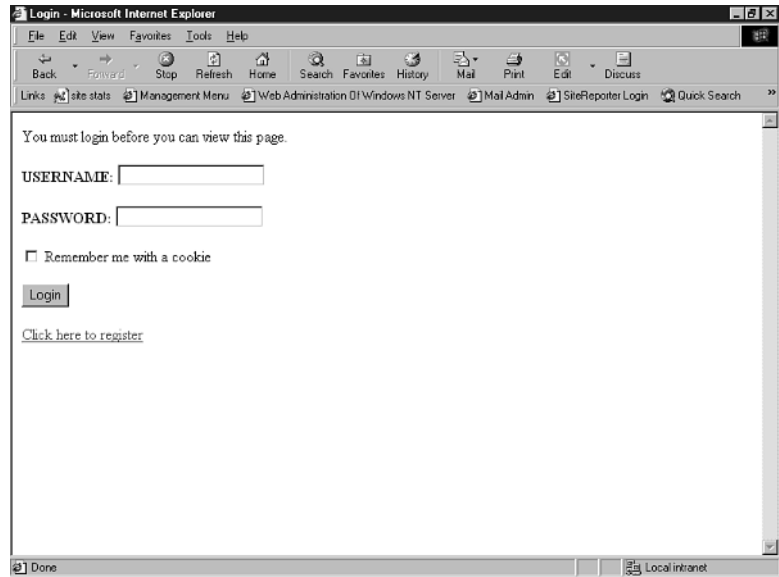 Login - Microsoft Internet Explorer
File Edit View Favorites Tools Help
Back Forward Stop Refresh Home Search Favorites History Mail Print Edit Discuss
Links site stats Management Menu Web Administration Of Windows NT Server Mail Admin SiteReporter Login Quick Search »
You must login before you can view this page.
USERNAME:
PASSWORD:
Remember me with a cookie
Login
Click here to register
Done Local intranet